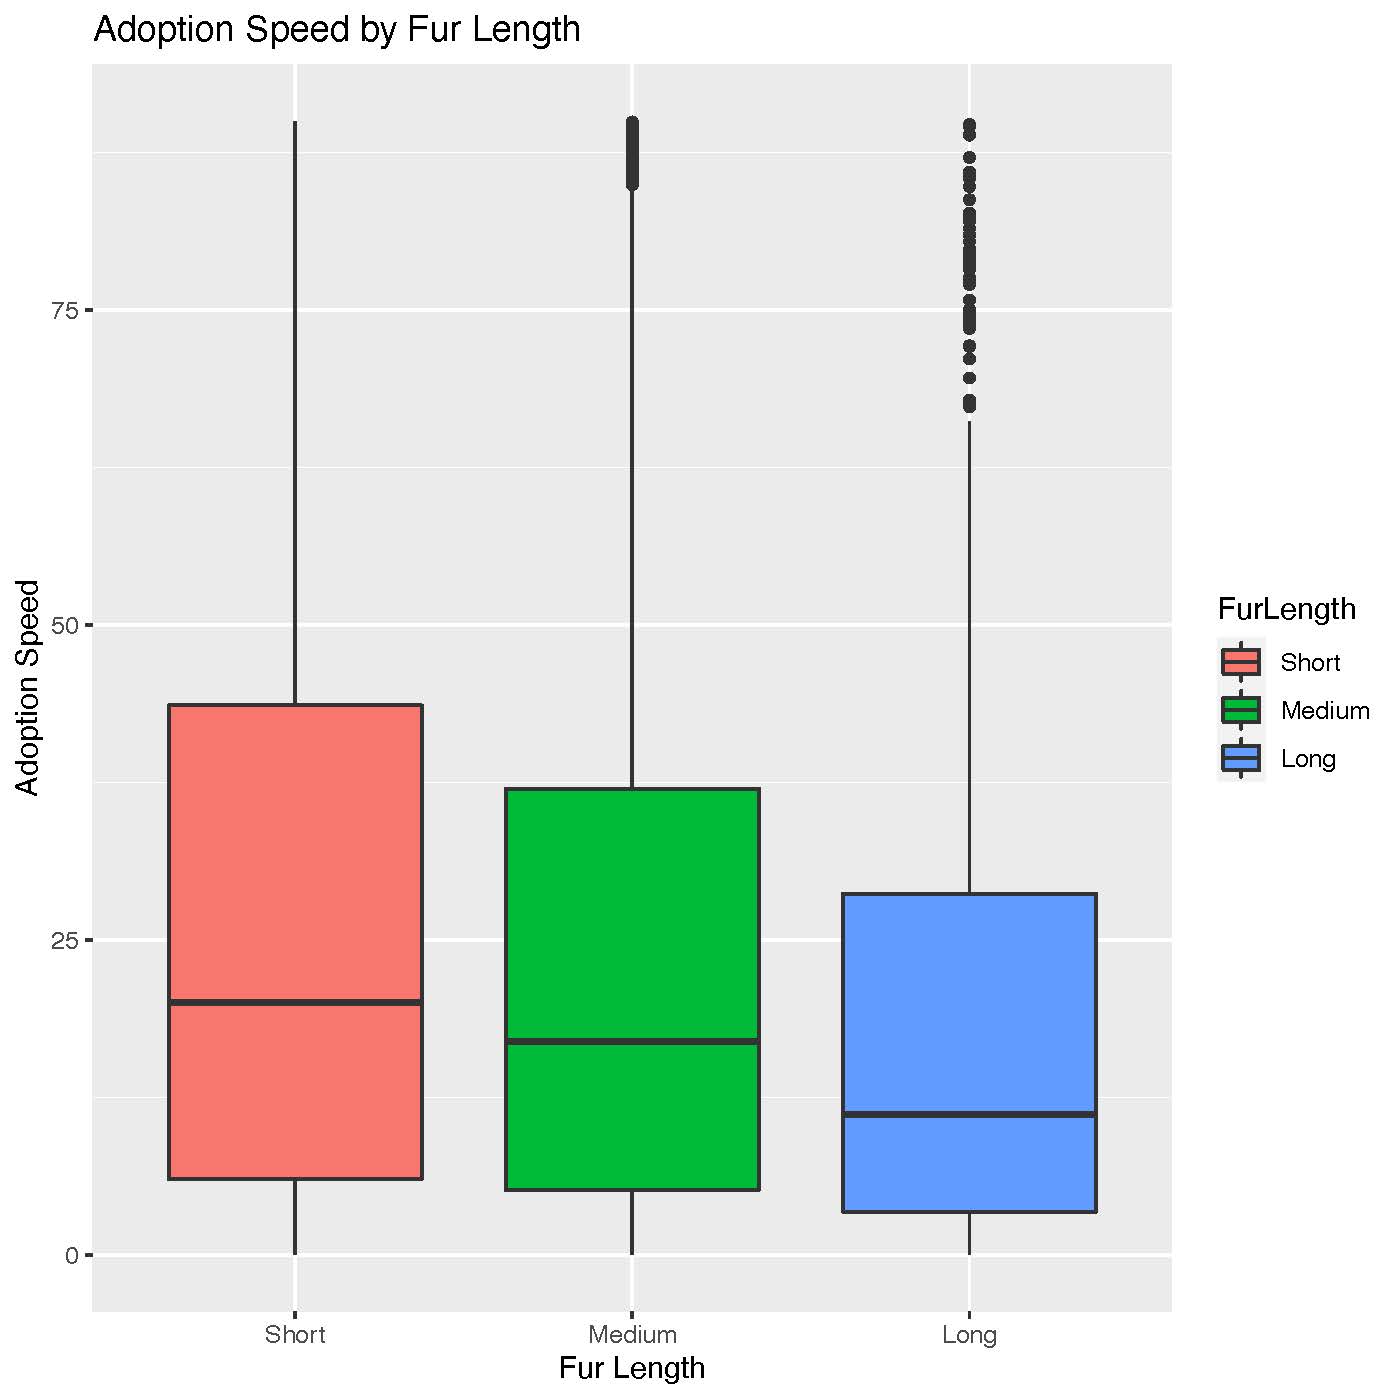 Adoption Speed by Fur Length
Adoption Speed
75
50
25
0
Short
Medium
Long
Fur Length
FurLength
Short
Medium
Long